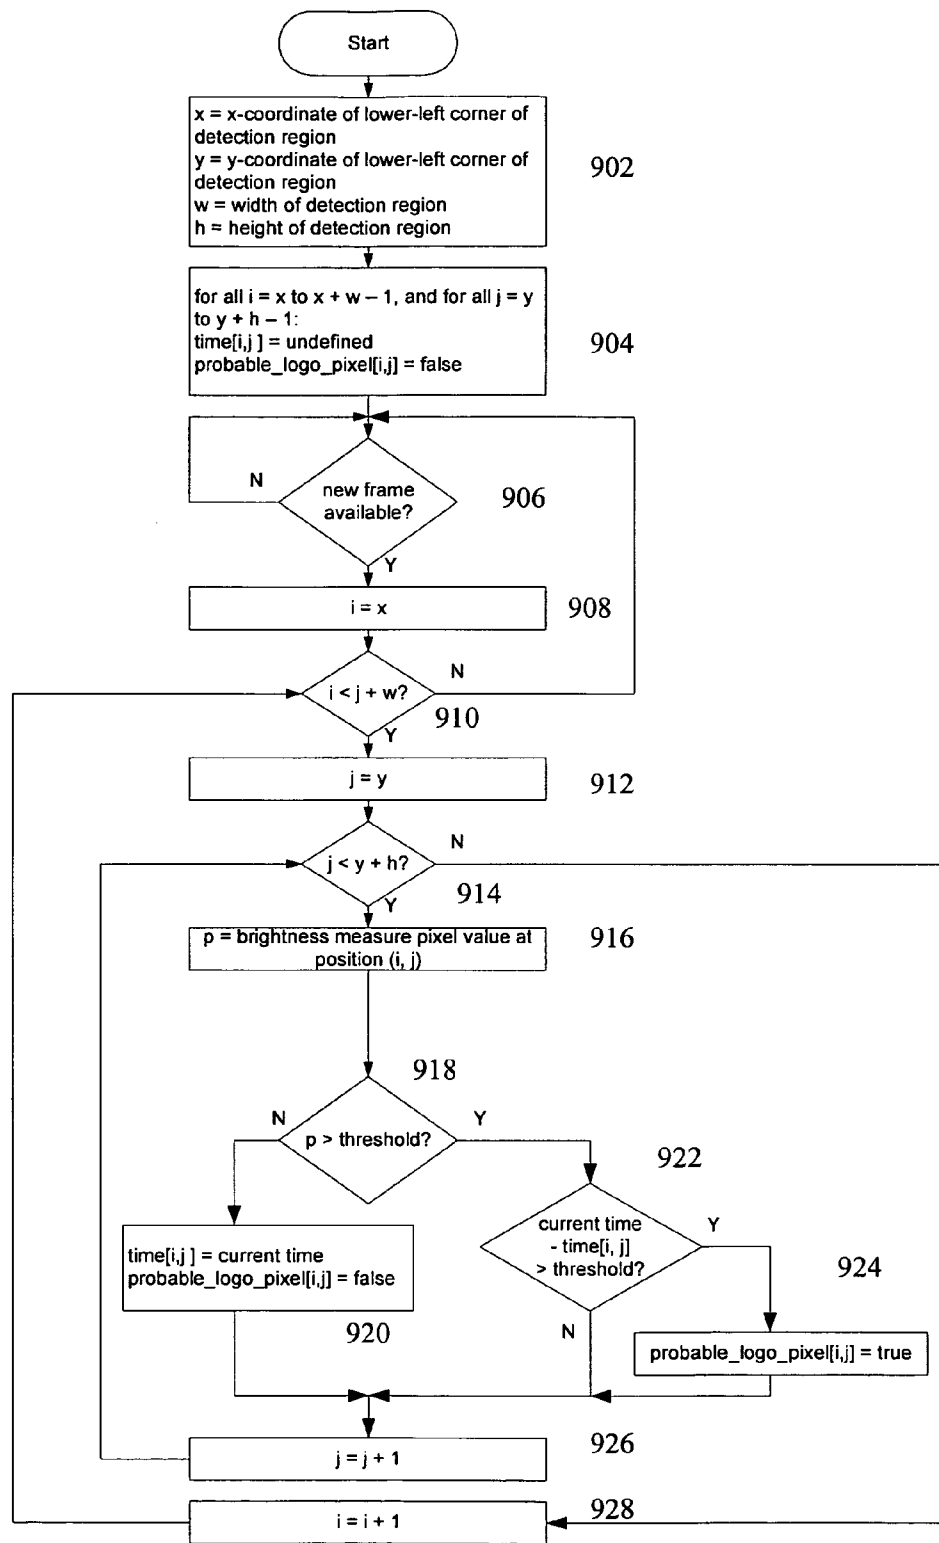 Start
x = x-coordinate of lower-left corner of
detection region
y = y-coordinate of lower-left corner of
detection region
w = width of detection region
h = height of detection region
902
for all i = x to x + w – 1, and for all j = y
to y + h – 1:
time[i,j ] = undefined
probable_logo_pixel[i,j] = false
904
N
new frame
available?
906
Y
i = x
908
i < j + w?
N
910
Y
j = y
912
j < y + h?
N
914
Y
p = brightness measure pixel value at
position (i, j)
916
918
N
p > threshold?
Y
922
time[i,j ] = current time
probable_logo_pixel[i,j] = false
920
current time
- time[i, j]
> threshold?
Y
N
924
probable_logo_pixel[i,j] = true
j = j + 1
926
i = i + 1
928